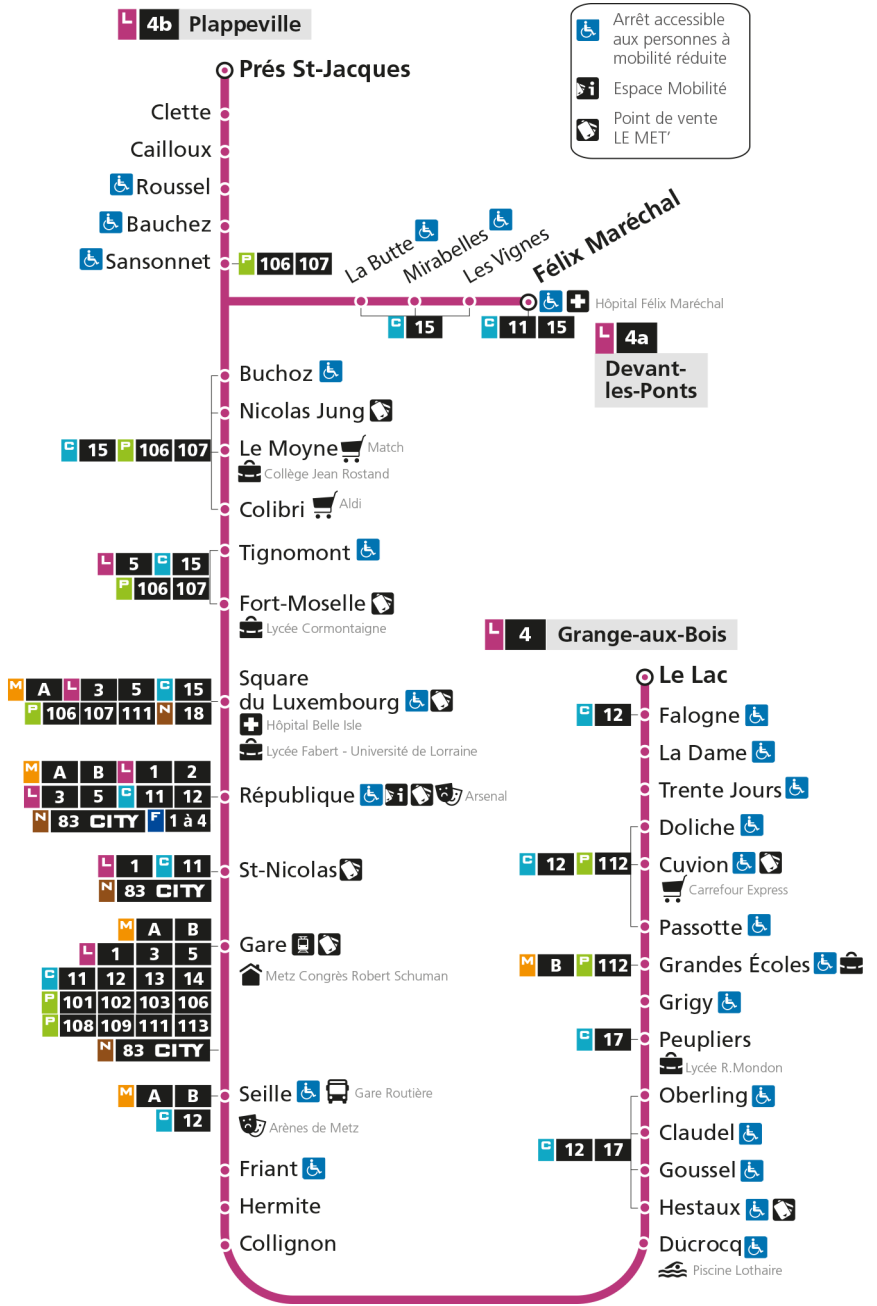 L 4b Plappeville
Arrêt accessible
aux personnes à
mobilité réduite
Espace Mobilité
Point de vente
LE MET'
Prés St-Jacques
Clette
Cailloux
Roussel
Bauchez
Sansonnet
P 106 107
La Butte
Mirabelles
Les Vignes
Félix Maréchal
Hôpital Félix Maréchal
C 15
C 11 15
L 4a
Devant-
les-Ponts
Buchoz
Nicolas Jung
C 15 P 106 107
Le Moyne Match
Collège Jean Rostand
Colibri Aldi
Tignomont
L 5 C 15
P 106 107
Fort-Moselle
Lycée Cormontaigne
Square
du Luxembourg
M A L 3 5 C 15
P 106 107 111 N 18
Hôpital Belle Isle
Lycée Fabert - Université de Lorraine
M A B L 1 2
L 3 5 C 11 12
N 83 CITY F 1 à 4
République Arsenal
L 1 C 11
N 83 CITY
St-Nicolas
M A B
L 1 3 5
C 11 12 13 14
P 101 102 103 106
P 108 109 111 113
N 83 CITY
Gare
Metz Congrès Robert Schuman
M A B
C 12
Seille Gare Routière
Arènes de Metz
Friant
Hermite
Collignon
L 4 Grange-aux-Bois
Le Lac
C 12
Falogne
La Dame
Trente Jours
Doliche
C 12 P 112
Cuvion
Carrefour Express
Passotte
M B P 112
Grandes Écoles
Grigy
C 17
Peupliers
Lycée R.Mondon
Oberling
Claudel
C 12 17
Goussel
Hestaux
Ducrocq
Piscine Lothaire